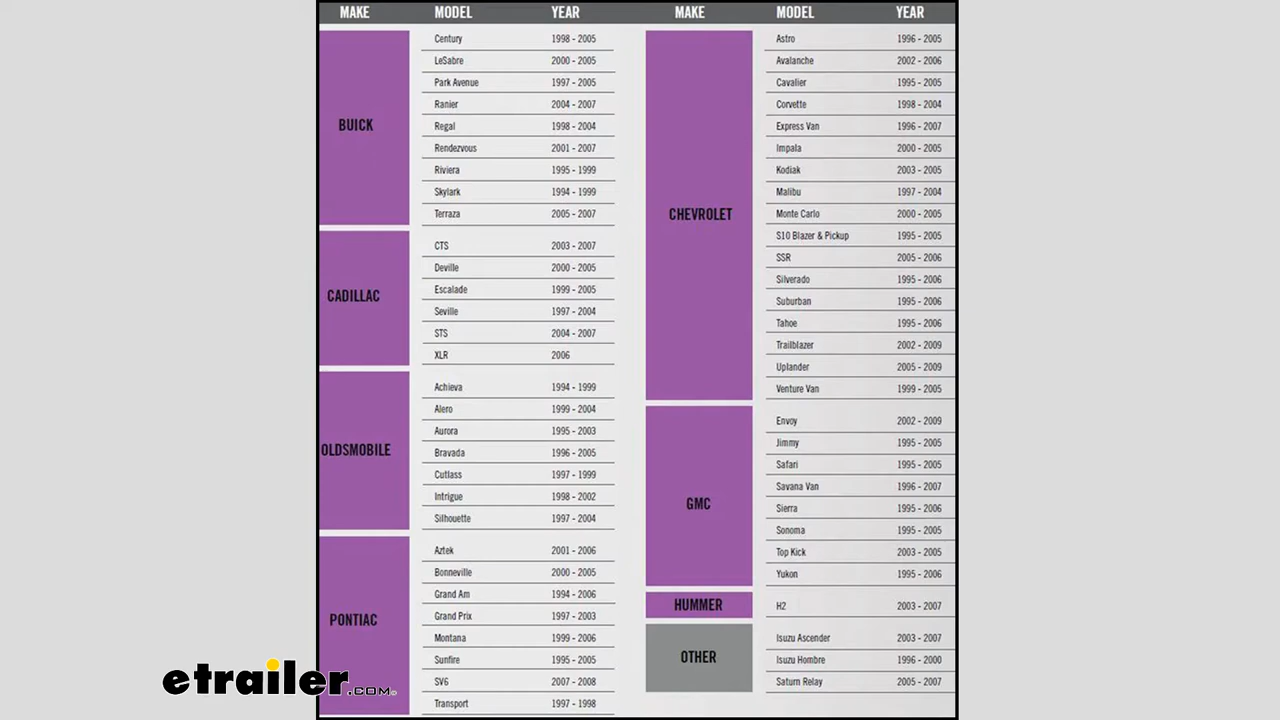 MAKE MODEL YEAR
BUICK
Century 1998 - 2005
LeSabre 2000 - 2005
Park Avenue 1997 - 2005
Ranier 2004 - 2007
Regal 1998 - 2004
Rendezvous 2001 - 2007
Riviera 1995 - 1999
Skylark 1994 - 1999
Terraza 2005 - 2007
CADILLAC
CTS 2003 - 2007
Deville 2000 - 2005
Escalade 1999 - 2005
Seville 1997 - 2004
STS 2004 - 2007
XLR 2006
OLDSMOBILE
Achieva 1994 - 1999
Alero 1999 - 2004
Aurora 1995 - 2003
Bravada 1996 - 2005
Cutlass 1997 - 1999
Intrigue 1998 - 2002
Silhouette 1997 - 2004
PONTIAC
Aztek 2001 - 2006
Bonneville 2000 - 2005
Grand Am 1994 - 2006
Grand Prix 1997 - 2003
Montana 1999 - 2006
Sunfire 1995 - 2005
SV6 2007 - 2008
Transport 1997 - 1998
MAKE MODEL YEAR
CHEVROLET
Astro 1996 - 2005
Avalanche 2002 - 2006
Cavalier 1995 - 2005
Corvette 1998 - 2004
Express Van 1996 - 2007
Impala 2000 - 2005
Kodiak 2003 - 2005
Malibu 1997 - 2004
Monte Carlo 2000 - 2005
S10 Blazer & Pickup 1995 - 2005
SSR 2005 - 2006
Silverado 1995 - 2006
Suburban 1995 - 2006
Tahoe 1995 - 2006
Trailblazer 2002 - 2009
Uplander 2005 - 2009
Venture Van 1999 - 2005
GMC
Envoy 2002 - 2009
Jimmy 1995 - 2005
Safari 1995 - 2005
Savana Van 1996 - 2007
Sierra 1995 - 2006
Sonoma 1995 - 2005
Top Kick 2003 - 2005
Yukon 1995 - 2006
HUMMER
H2 2003 - 2007
OTHER
Isuzu Ascender 2003 - 2007
Isuzu Hombre 1996 - 2000
Saturn Relay 2005 - 2007
etrailer.COM